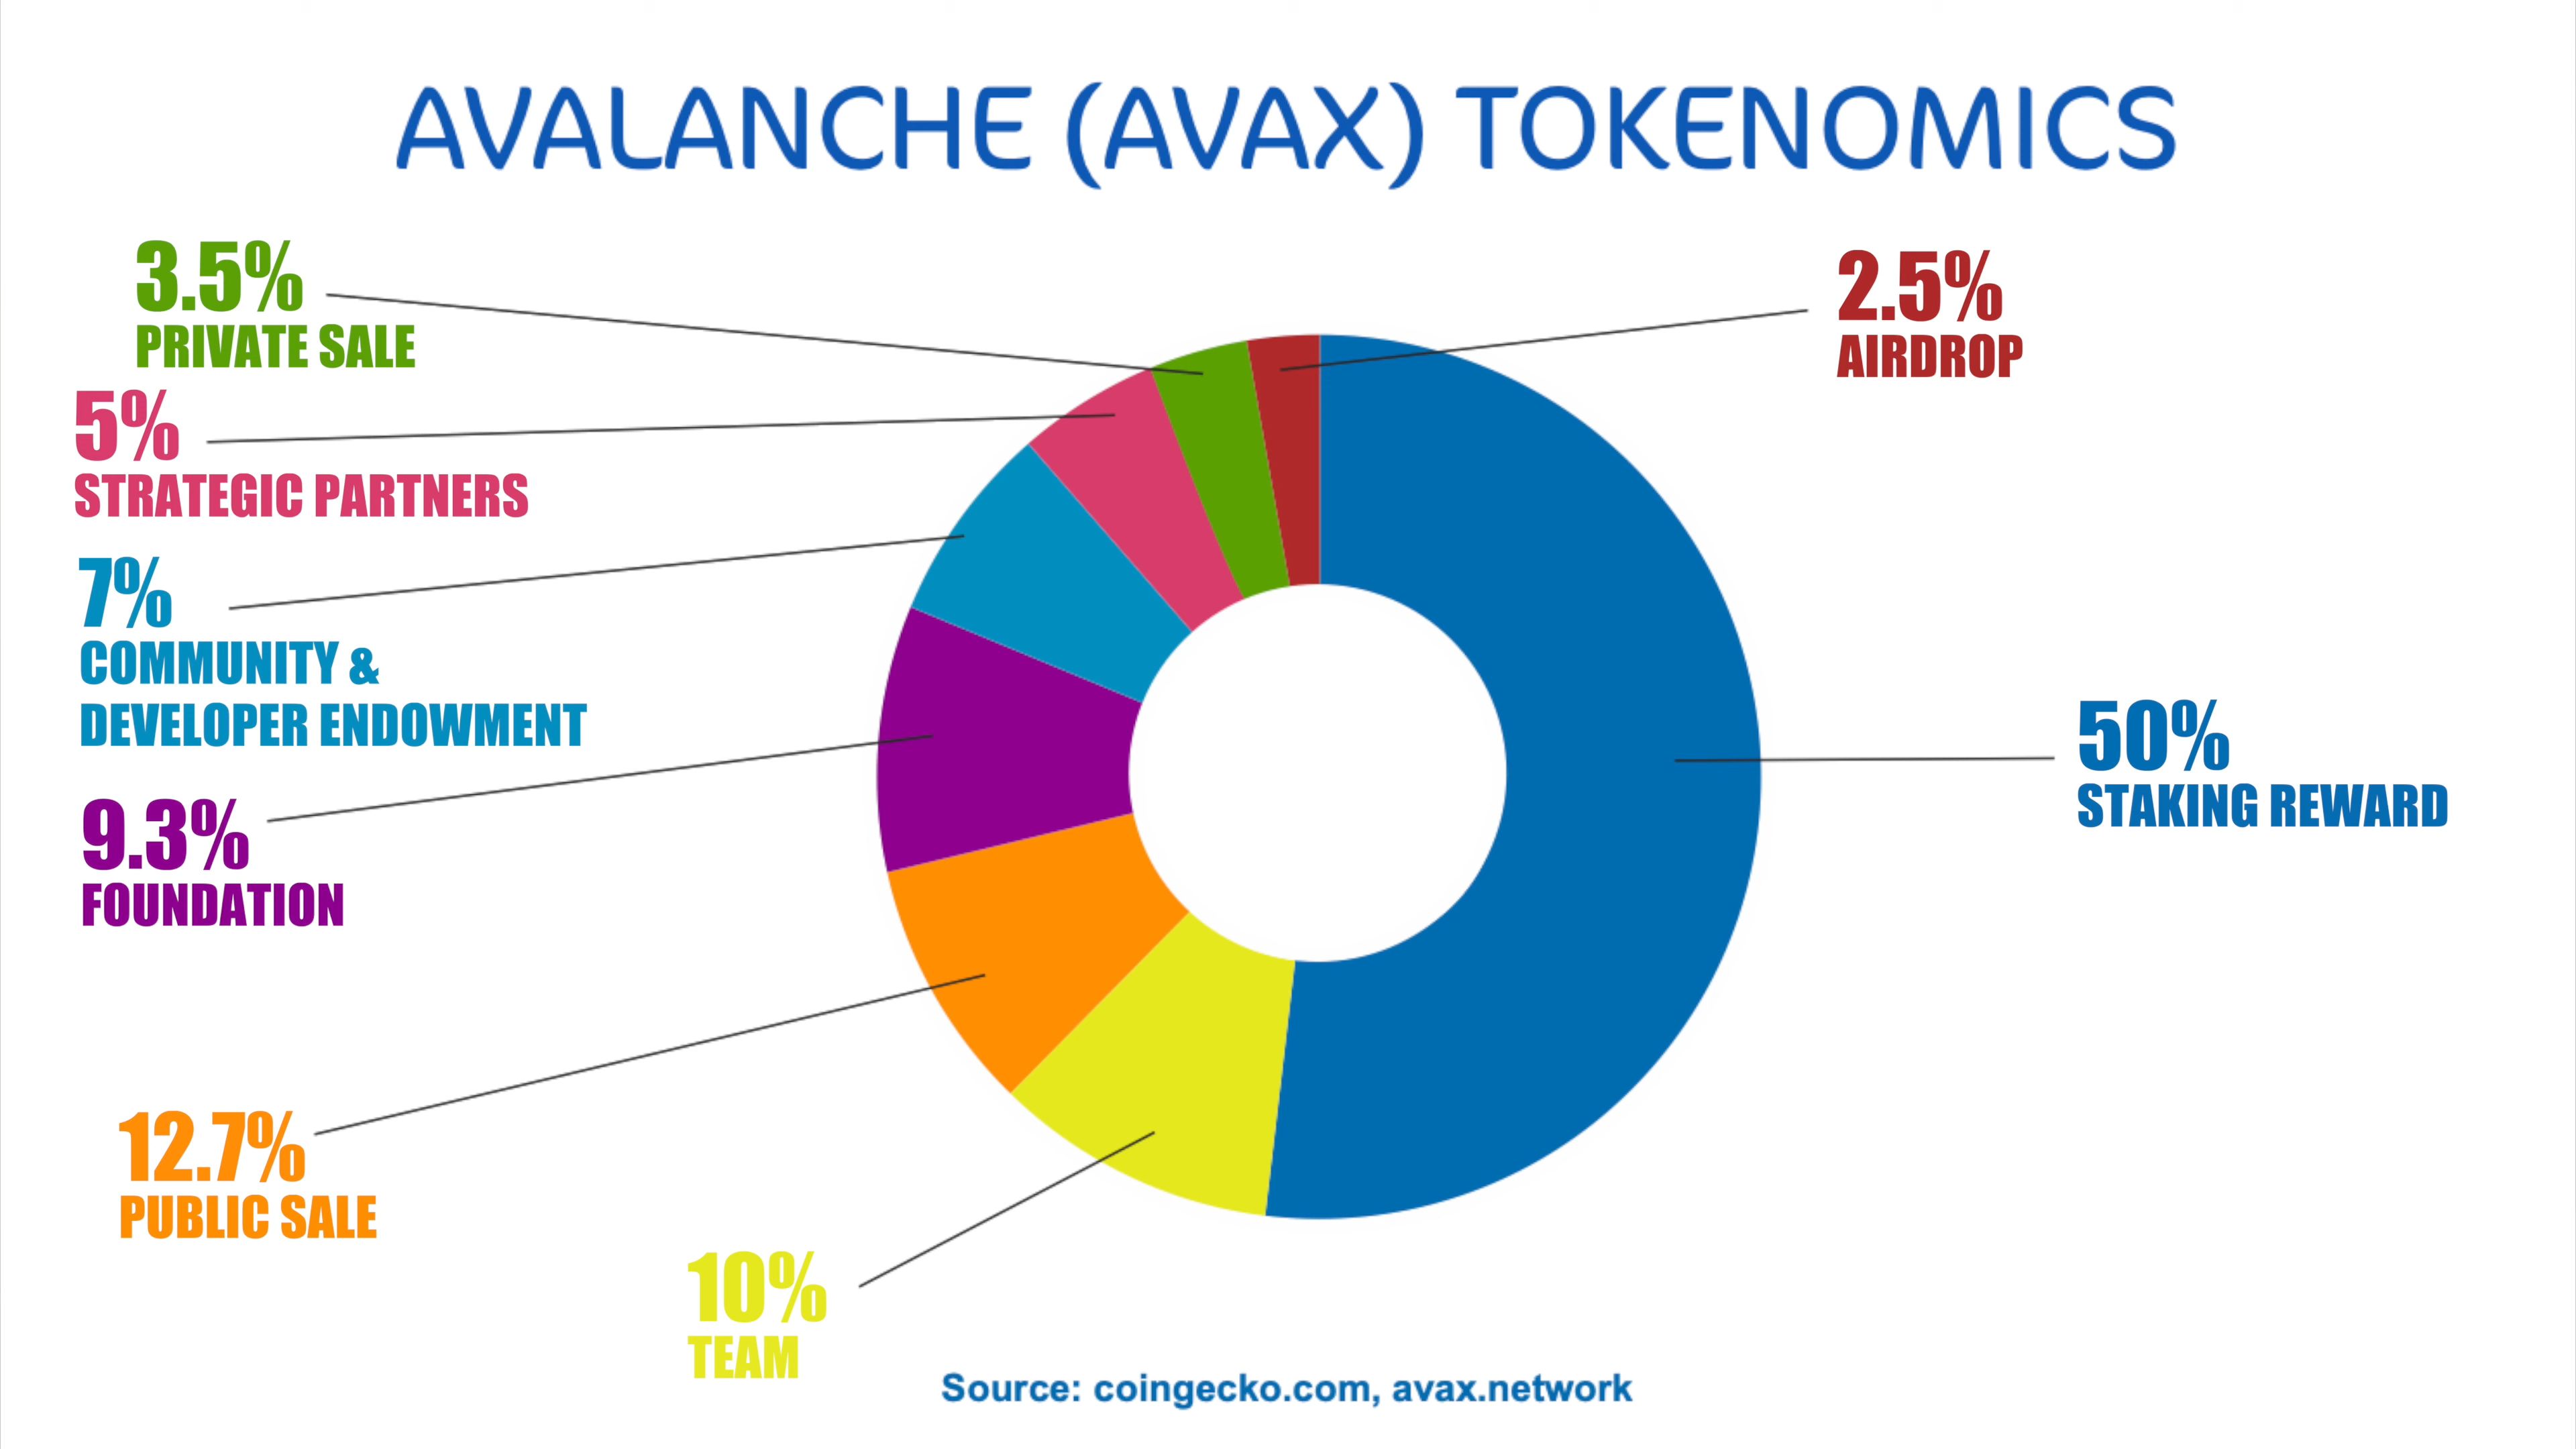 AVALANCHE (AVAX) TOKENOMICS
3.5%
PRIVATE SALE
5%
STRATEGIC PARTNERS
7%
COMMUNITY &
DEVELOPER ENDOWMENT
9.3%
FOUNDATION
12.7%
PUBLIC SALE
10%
TEAM
2.5%
AIRDROP
50%
STAKING REWARD
Source: coingecko.com, avax.network